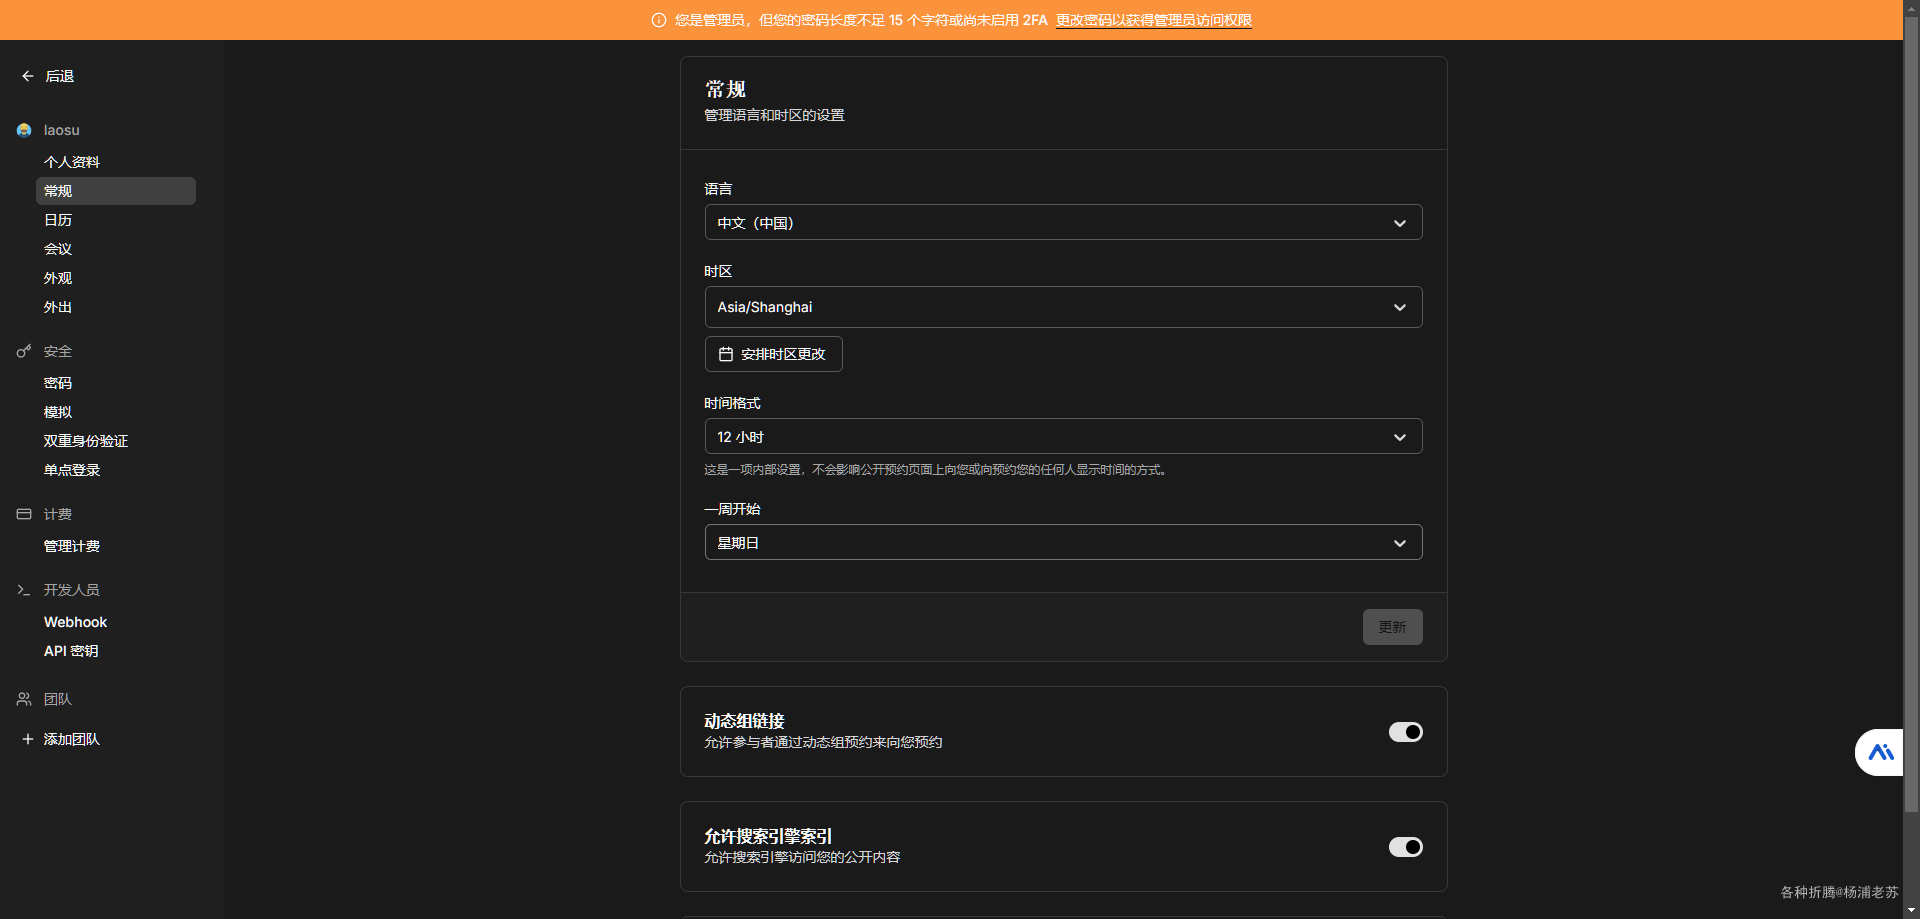 您是管理员，但您的密码长度不足 15 个字符或尚未启用 2FA 更改密码以获得管理员访问权限
后退
laosu
个人资料
常规
日历
会议
外观
外出
安全
密码
模拟
双重身份验证
单点登录
计费
管理计费
开发人员
Webhook
API 密钥
团队
添加团队
常规
管理语言和时区的设置
语言
中文（中国）
时区
Asia/Shanghai
安排时区更改
时间格式
12 小时
这是一项内部设置，不会影响公开预约页面上向您或向预约您的任何人显示时间的方式。
一周开始
星期日
更新
动态组链接
允许参与者通过动态组预约来向您预约
允许搜索引擎索引
允许搜索引擎访问您的公开内容
各种折腾@杨浦老苏